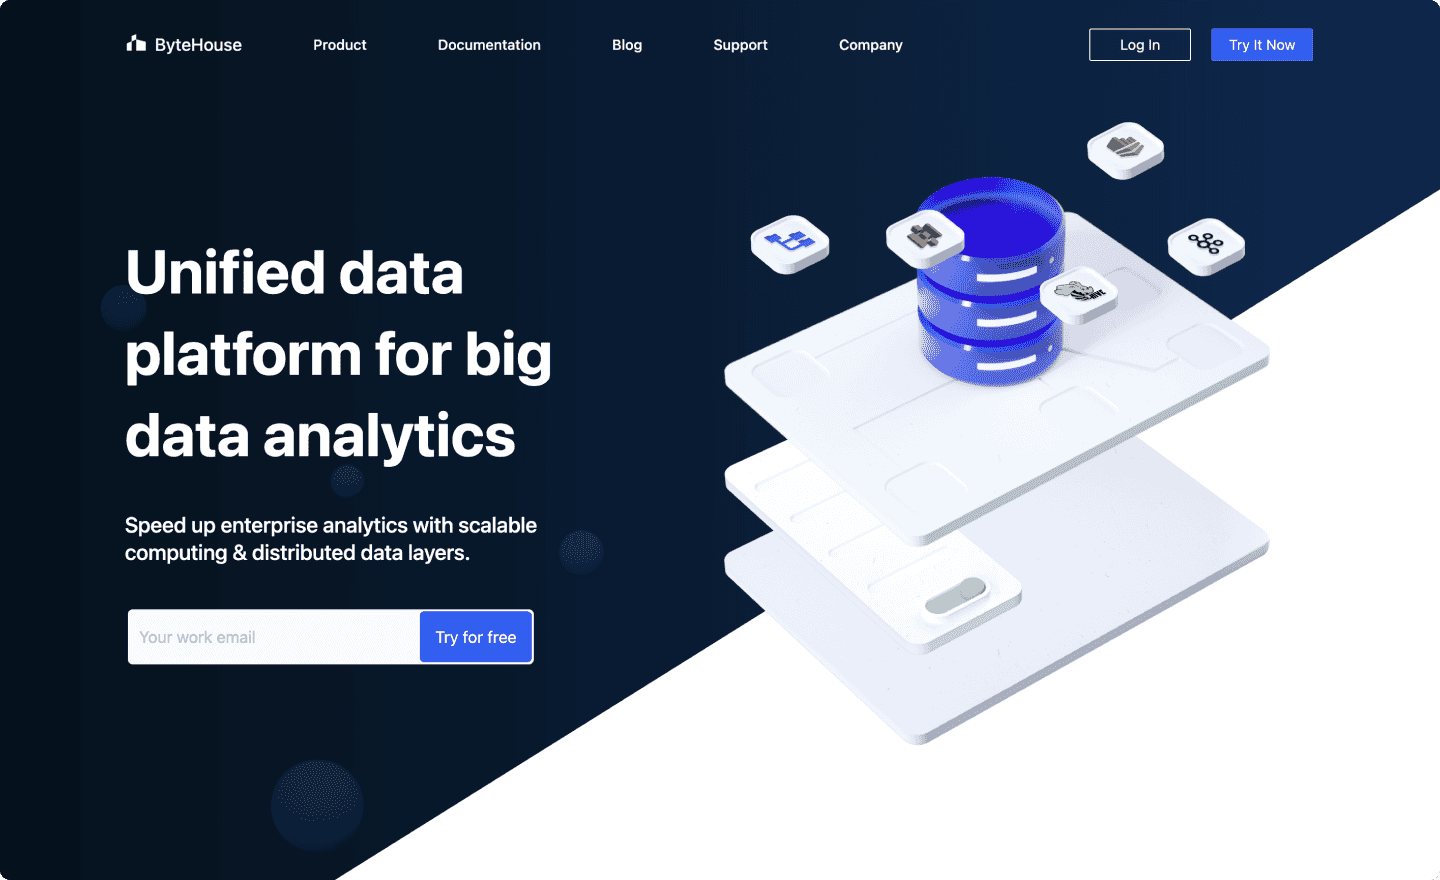 ByteHouse
Product
Documentation
Blog
Support
Company
Log In
Try It Now
HIVE
Unified data
platform for big
data analytics
Speed up enterprise analytics with scalable
computing & distributed data layers.
Your work email
Try for free